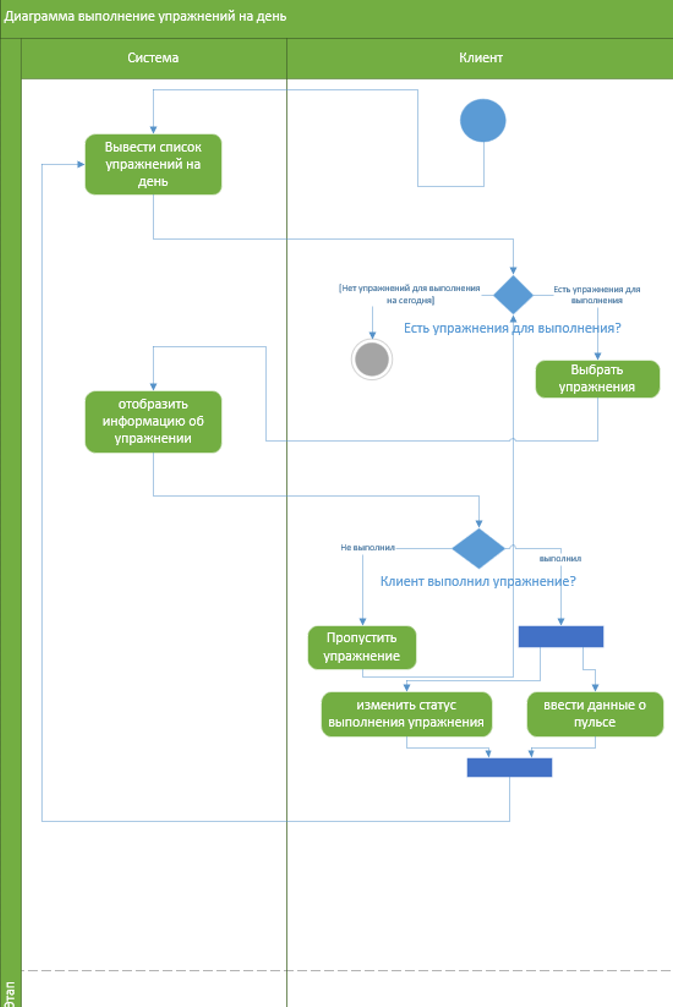 Диаграмма выполнение упражнений на день
Система
Клиент
Вывести список
упражнений на
день
[Нет упражнений для выполнения
на сегодня]
Есть упражнения для
выполнения
Есть упражнения для выполнения?
Выбрать
упражнения
отобразить
информацию об
упражнении
Не выполнил
выполнил
Клиент выполнил упражнение?
Пропустить
упражнение
изменить статус
выполнения упражнения
ввести данные о
пульсе
Этап